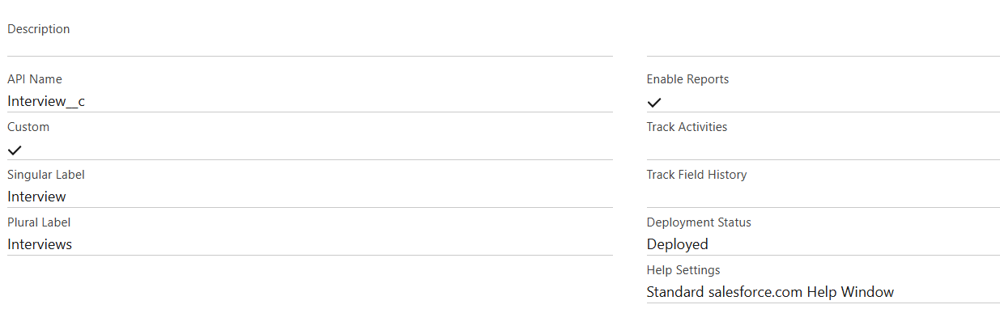 Description
API Name
Interview__c
Custom
Singular Label
Interview
Plural Label
Interviews
Enable Reports
Track Activities
Track Field History
Deployment Status
Deployed
Help Settings
Standard salesforce.com Help Window